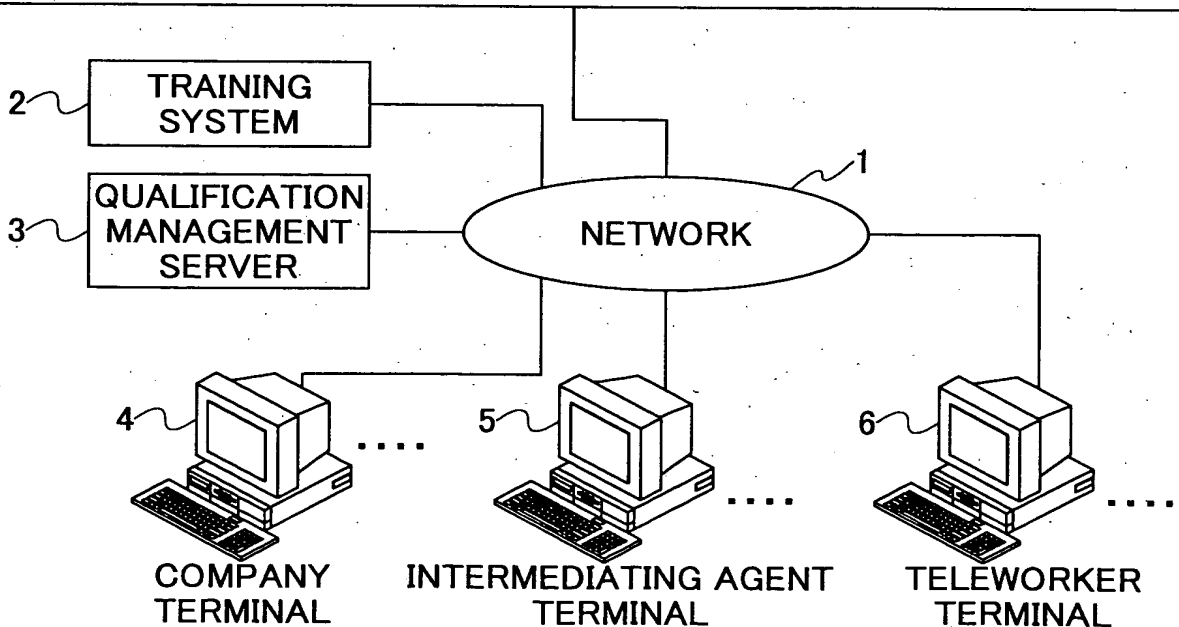 2
TRAINING
SYSTEM
1
3
QUALIFICATION
MANAGEMENT
SERVER
NETWORK
4
....
5
....
6
....
COMPANY
TERMINAL
INTERMEDIATING AGENT
TERMINAL
TELEWORKER
TERMINAL